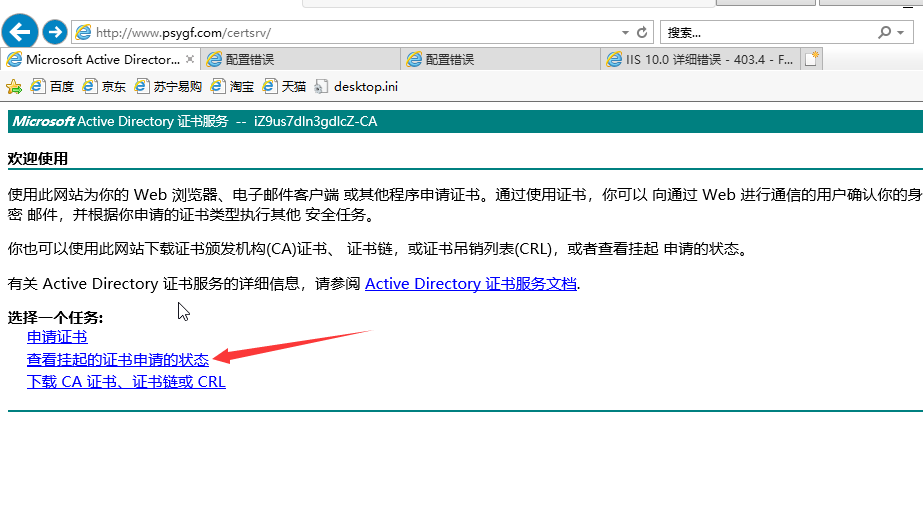 http://www.psygf.com/certsrv/
搜索...
Microsoft Active Director...
配置错误
配置错误
IIS 10.0 详细错误 - 403.4 - F...
百度
京东
苏宁易购
淘宝
天猫
desktop.ini
Microsoft Active Directory 证书服务 -- iZ9us7dln3gdlcZ-CA
欢迎使用
使用此网站为你的 Web 浏览器、电子邮件客户端 或其他程序申请证书。通过使用证书，你可以 向通过 Web 进行通信的用户确认你的身
密 邮件，并根据你申请的证书类型执行其他 安全任务。
你也可以使用此网站下载证书颁发机构(CA)证书、 证书链，或证书吊销列表(CRL)，或者查看挂起 申请的状态。
有关 Active Directory 证书服务的详细信息，请参阅 Active Directory 证书服务文档.
选择一个任务:
申请证书
查看挂起的证书申请的状态
下载 CA 证书、证书链或 CRL